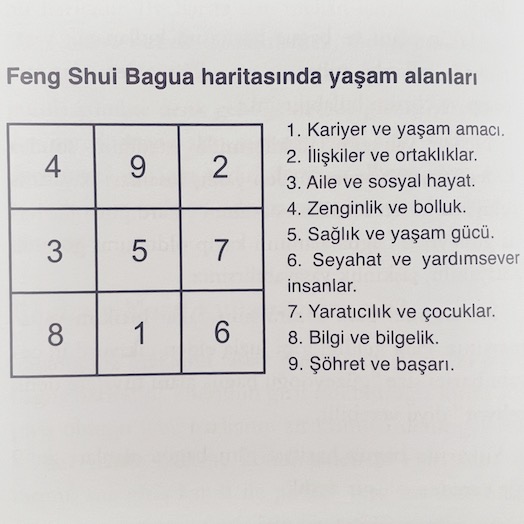 Feng Shui Bagua haritasında yaşam alanları
4 9 2
3 5 7
8 1 6
1. Kariyer ve yaşam amacı.
2. İlişkiler ve ortaklıklar.
3. Aile ve sosyal hayat.
4. Zenginlik ve bolluk.
5. Sağlık ve yaşam gücü.
6. Seyahat ve yardımsever
insanlar.
7. Yaratıcılık ve çocuklar.
8. Bilgi ve bilgelik.
9. Şöhret ve başarı.